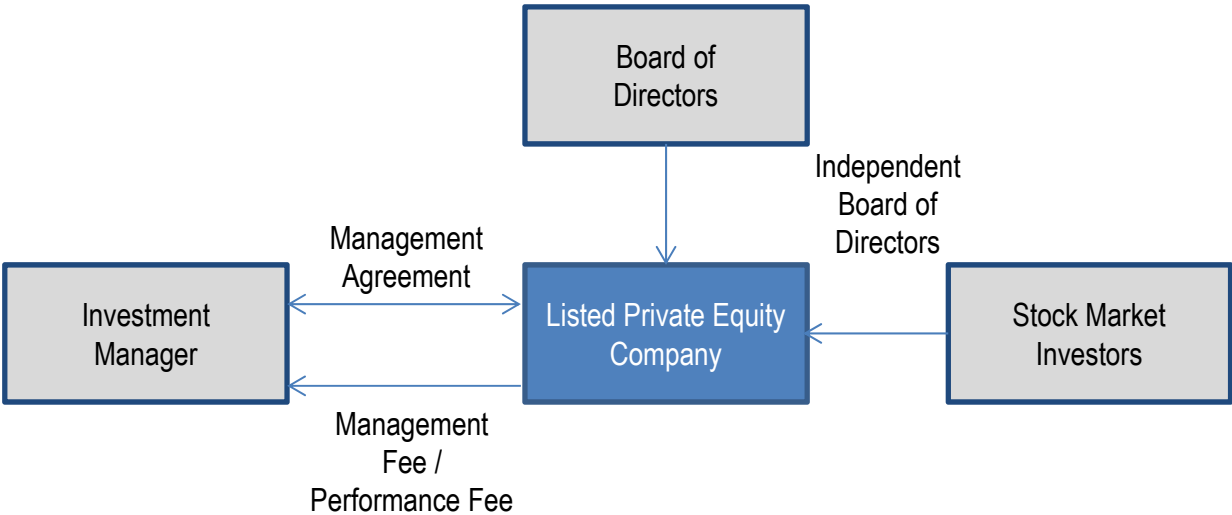 Board of
Directors
Independent
Board of
Directors
Management
Agreement
Investment
Manager
Listed Private Equity
Company
Stock Market
Investors
Management
Fee /
Performance Fee